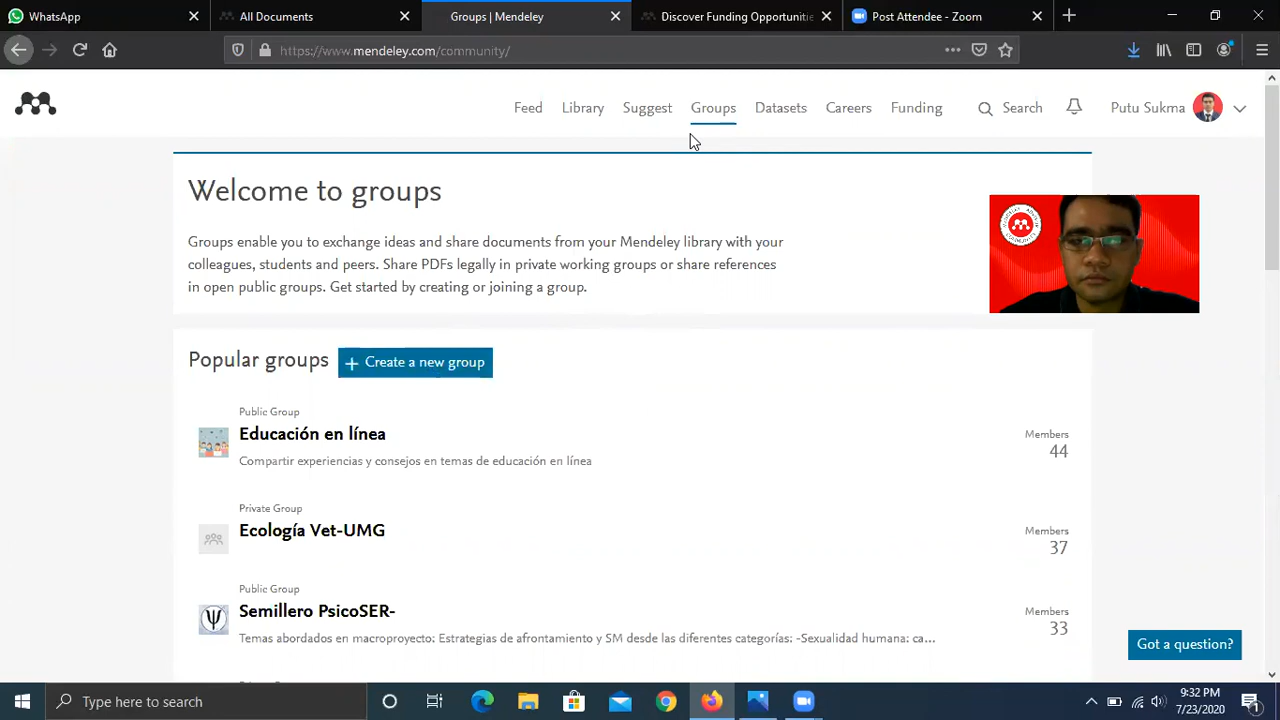 WhatsApp
All Documents
Groups | Mendeley
Discover Funding Opportunities
Post Attendee - Zoom
https://www.mendeley.com/community/
Feed
Library
Suggest
Groups
Datasets
Careers
Funding
Search
Putu Sukma
Welcome to groups
Groups enable you to exchange ideas and share documents from your Mendeley library with your
colleagues, students and peers. Share PDFs legally in private working groups or share references
in open public groups. Get started by creating or joining a group.
Popular groups
+ Create a new group
Public Group
Educación en línea
Compartir experiencias y consejos en temas de educación en línea
Members
44
Private Group
Ecología Vet-UMG
Members
37
Public Group
Semillero PsicoSER-
Temas abordados en macroproyecto: Estrategias de afrontamiento y SM desde las diferentes categorías: -Sexualidad humana: ca...
Members
33
Got a question?
Type here to search
9:32 PM
7/23/2020
1